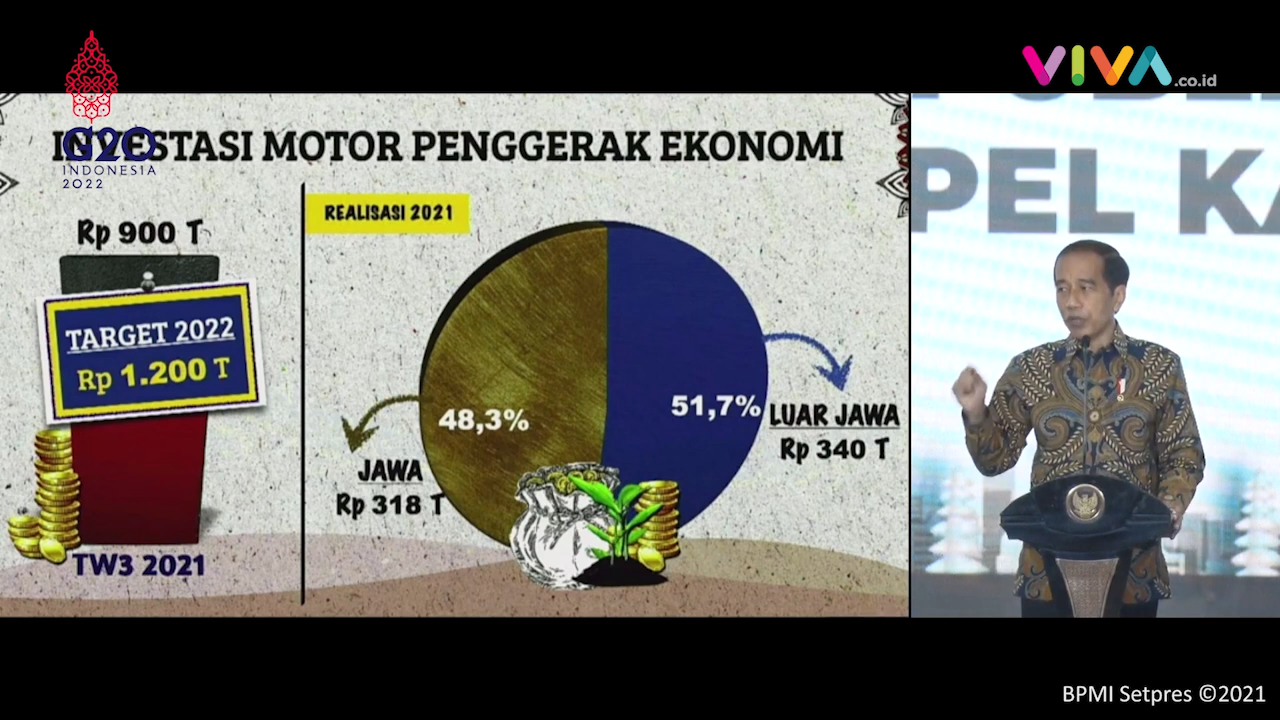 VIVA.co.id
G20
INDONESIA
2022
INVESTASI MOTOR PENGGERAK EKONOMI
Rp 900 T
TARGET 2022
Rp 1.200 T
TW3 2021
REALISASI 2021
48,3%
51,7%
JAWA
Rp 318 T
LUAR JAWA
Rp 340 T
PEL KA
BPMI Setpres ©2021